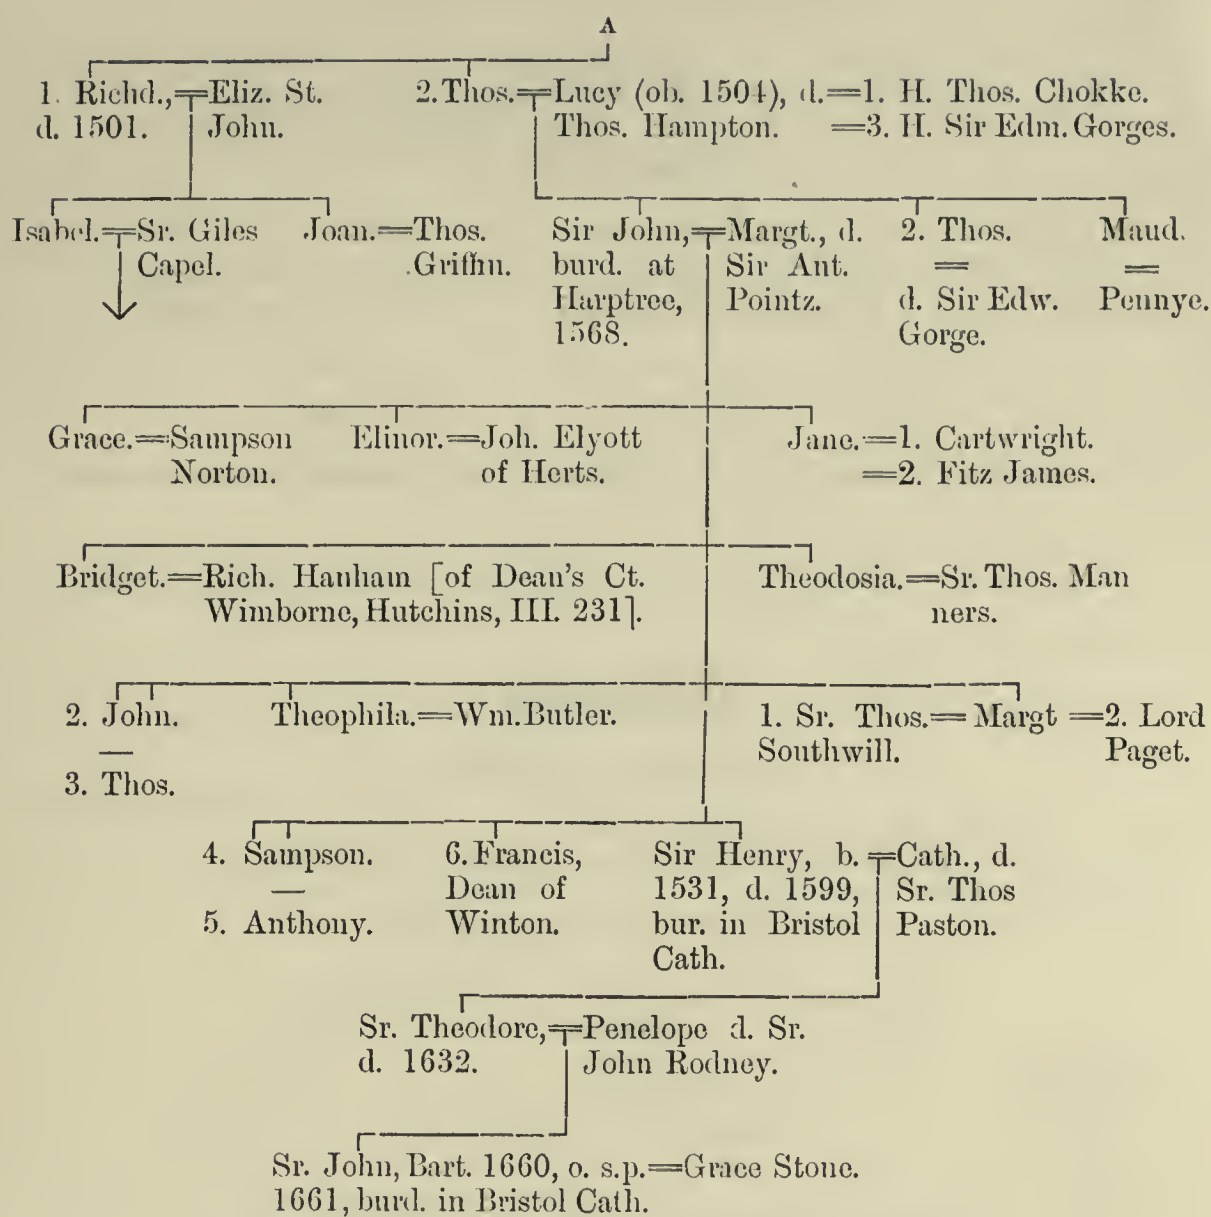 A
1. Richd., Eliz. St. 2. Thos. Lucy (ob. 1504), d. = 1. H. Thos. Chokke.
d. 1501. John. Thos. Hampton. = 3. H. Sir Edm. Gorges.
Isabel. Sr. Giles Joan. = Thos. Sir John, Margt., d. 2. Thos. Maud.
Capel. Griffin. burd. at Sir Ant. = =
Harptree, Pointz. d. Sir Edw. Pennye.
1568. Gorge.
Grace. = Sampson Elinor. = Joh. Elyott Jane. = 1. Cartwright.
Norton. of Herts. = 2. Fitz James.
Bridget. = Rich. Hanham [of Dean's Ct. Theodosia. = Sr. Thos. Man
Wimborne, Hutchins, III. 231]. ners.
2. John. Theophila. = Wm. Butler. 1. Sr. Thos. = Margt = 2. Lord
— Southwill. Paget.
3. Thos.
4. Sampson. 6. Francis, Sir Henry, b. Cath., d.
— Dean of 1531, d. 1599, Sr. Thos
5. Anthony. Winton. bur. in Bristol Paston.
Cath.
Sr. Theodore, Penelope d. Sr.
d. 1632. John Rodney.
Sr. John, Bart. 1660, o. s.p. = Grace Stone.
1661, burd. in Bristol Cath.